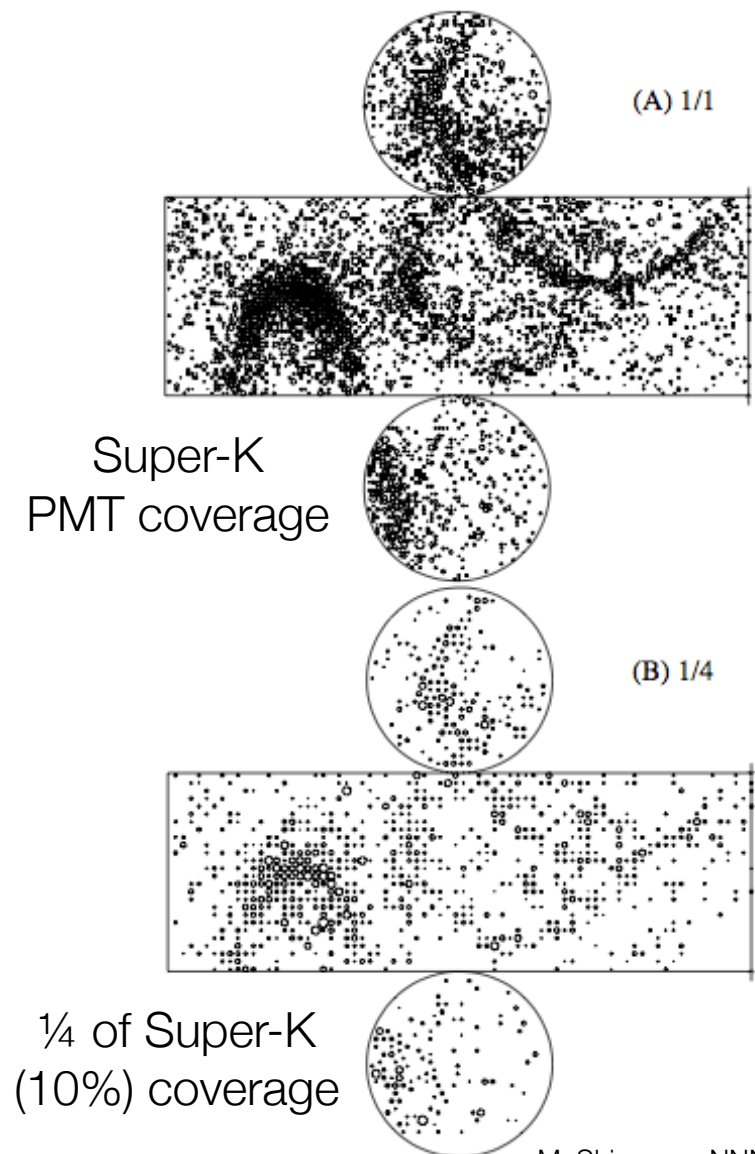 (A) 1/1
Super-K
PMT coverage
(B) 1/4
¼ of Super-K
(10%) coverage